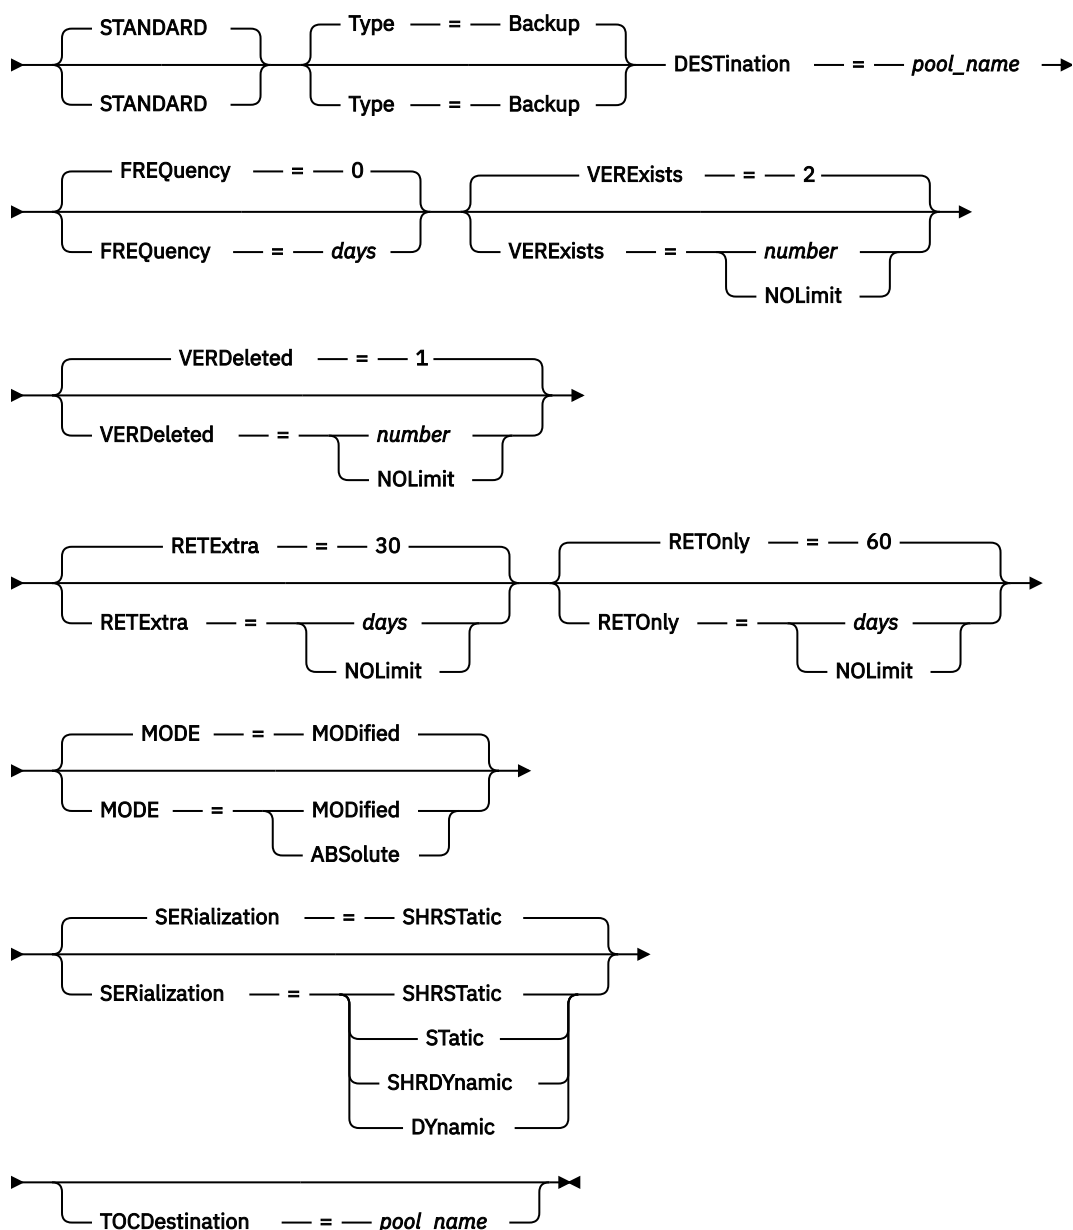 STANDARD Type = Backup
DESTination = pool_name
STANDARD Type = Backup
FREQuency = 0 VERExists = 2
FREQuency = days VERExists = number
NOLimit
VERDeleted = 1
VERDeleted = number
NOLimit
RETExtra = 30 RETOnly = 60
RETExtra = days RETOnly = days
NOLimit NOLimit
MODE = MODified
MODE = MODified
ABSolute
SERialization = SHRSTatic
SERialization = SHRSTatic
STatic
SHRDYnamic
DYnamic
TOCDestination = pool_name